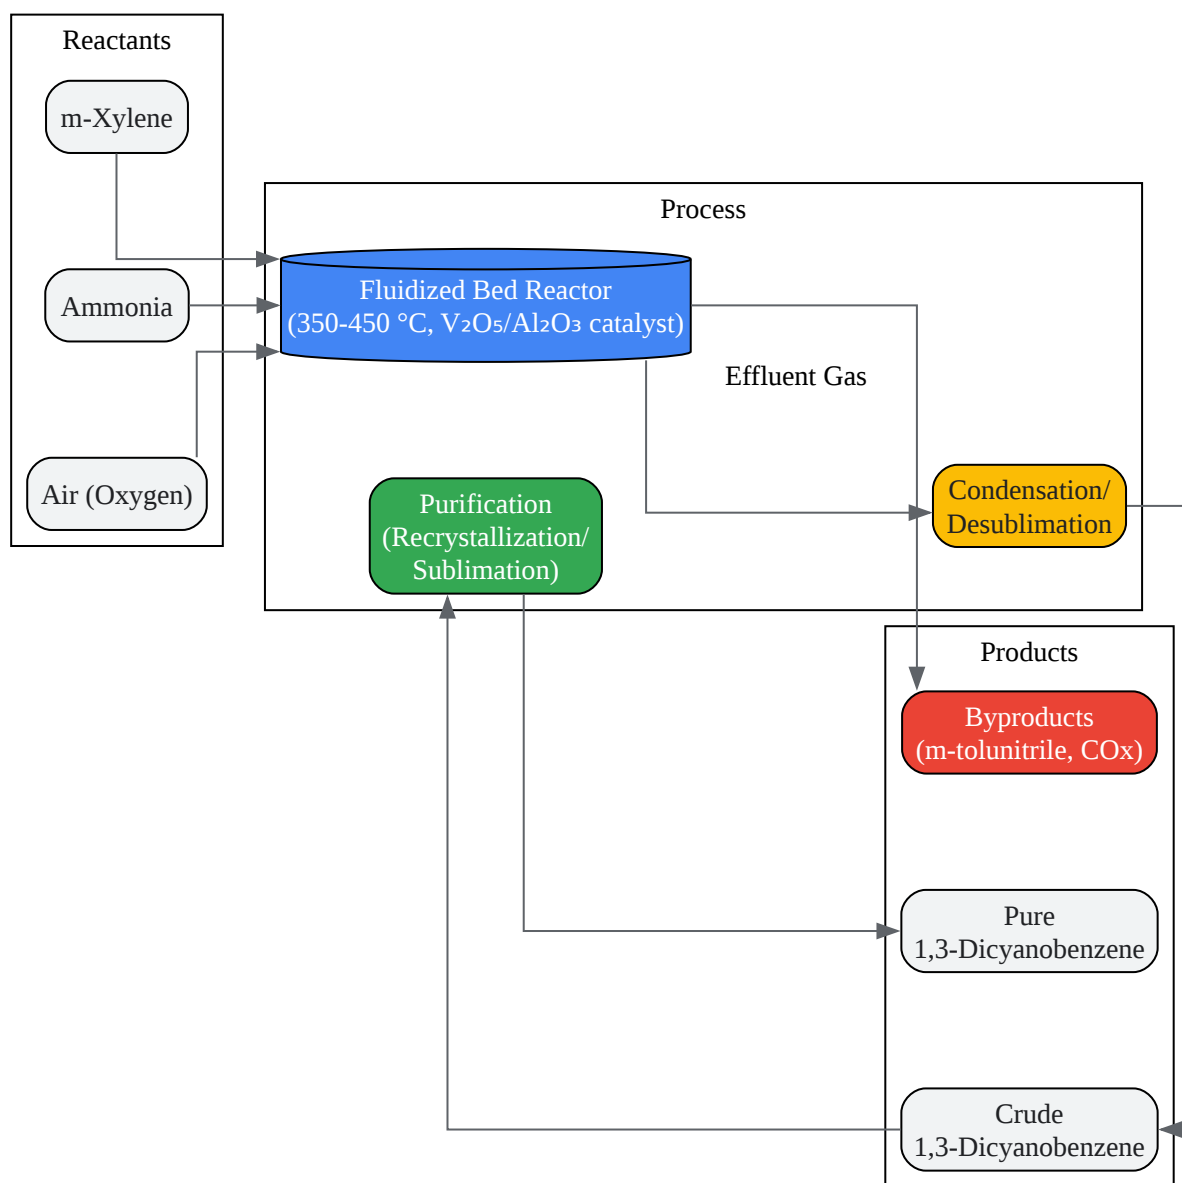 Reactants
m-Xylene
Ammonia
Air (Oxygen)
Process
Fluidized Bed Reactor
(350-450 °C, V₂O₅/Al₂O₃ catalyst)
Effluent Gas
Purification
(Recrystallization/
Sublimation)
Condensation/
Desublimation
Products
Byproducts
(m-tolunitrile, COx)
Pure
1,3-Dicyanobenzene
Crude
1,3-Dicyanobenzene